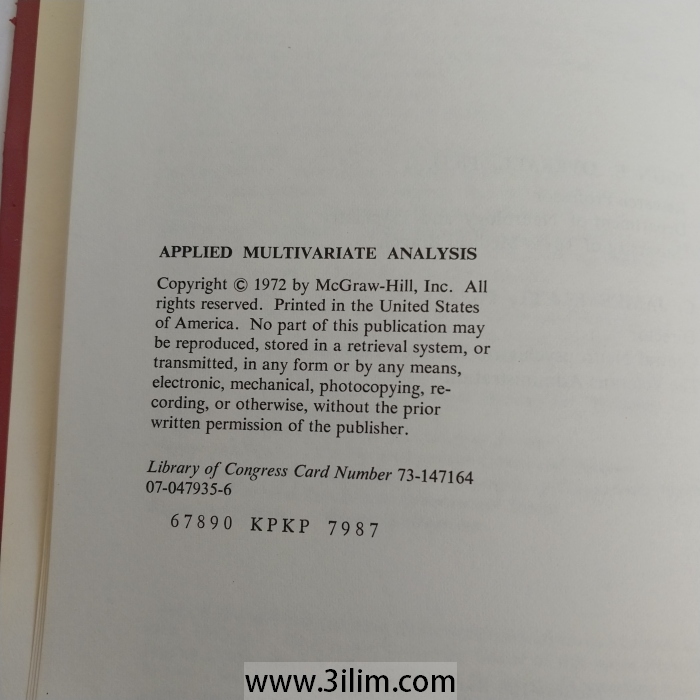 APPLIED MULTIVARIATE ANALYSIS
Copyright © 1972 by McGraw-Hill, Inc. All
rights reserved. Printed in the United States
of America. No part of this publication may
be reproduced, stored in a retrieval system, or
transmitted, in any form or by any means,
electronic, mechanical, photocopying, re-
cording, or otherwise, without the prior
written permission of the publisher.
Library of Congress Card Number 73-147164
07-047935-6
67890 KPKP 7987
www.3ilim.com